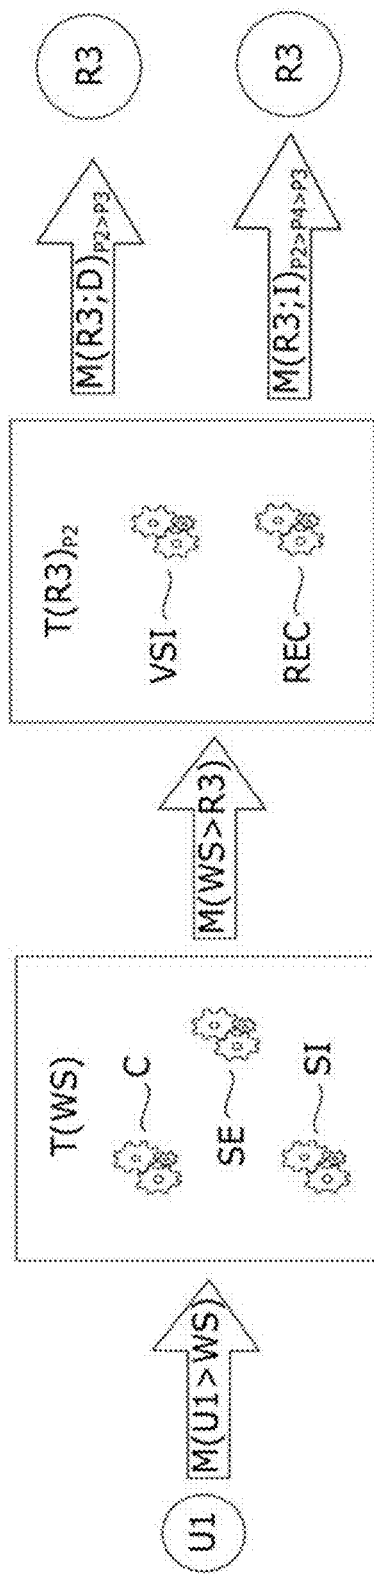 U1
M(U1>WS)
T(WS)
C
SE
SI
M(WS>R3)
T(R3)P2
VSI
REC
M(R3;D)P2>P3
R3
M(R3;I)P2>P4>P3
R3